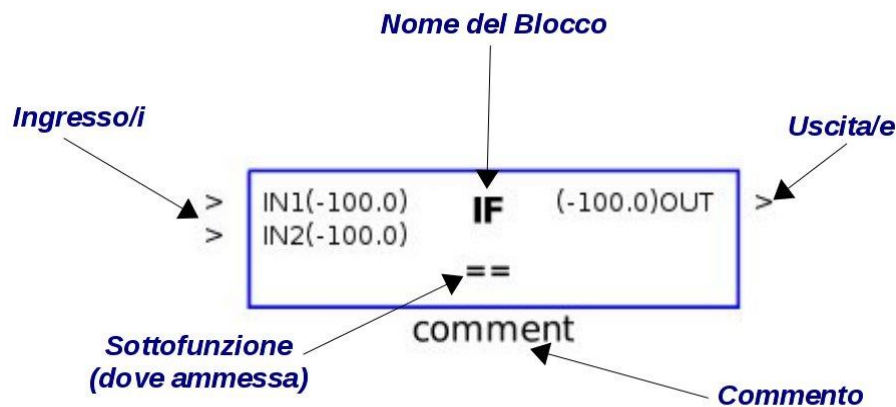 Nome del Blocco
Ingresso/i
Uscita/e
> IN1(-100.0) IF (-100.0)OUT >
> IN2(-100.0)
==
comment
Sottofunzione
(dove ammessa)
Commento